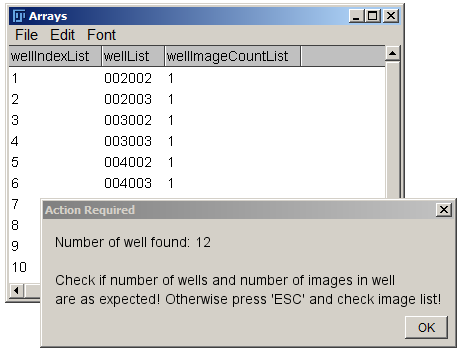 Arrays
File Edit Font
wellIndexList wellList wellImageCountList
1 002002 1
2 002003 1
3 003002 1
4 003003 1
5 004002 1
6 004003 1
7
8
9
10
Action Required
Number of well found: 12
Check if number of wells and number of images in well
are as expected! Otherwise press 'ESC' and check image list!
OK